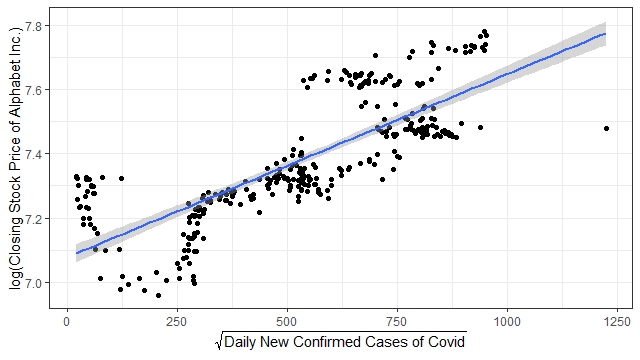 log(Closing Stock Price of Alphabet Inc.)
7.8
7.6
7.4
7.2
7.0
0 250 500 750 1000 1250
√Daily New Confirmed Cases of Covid